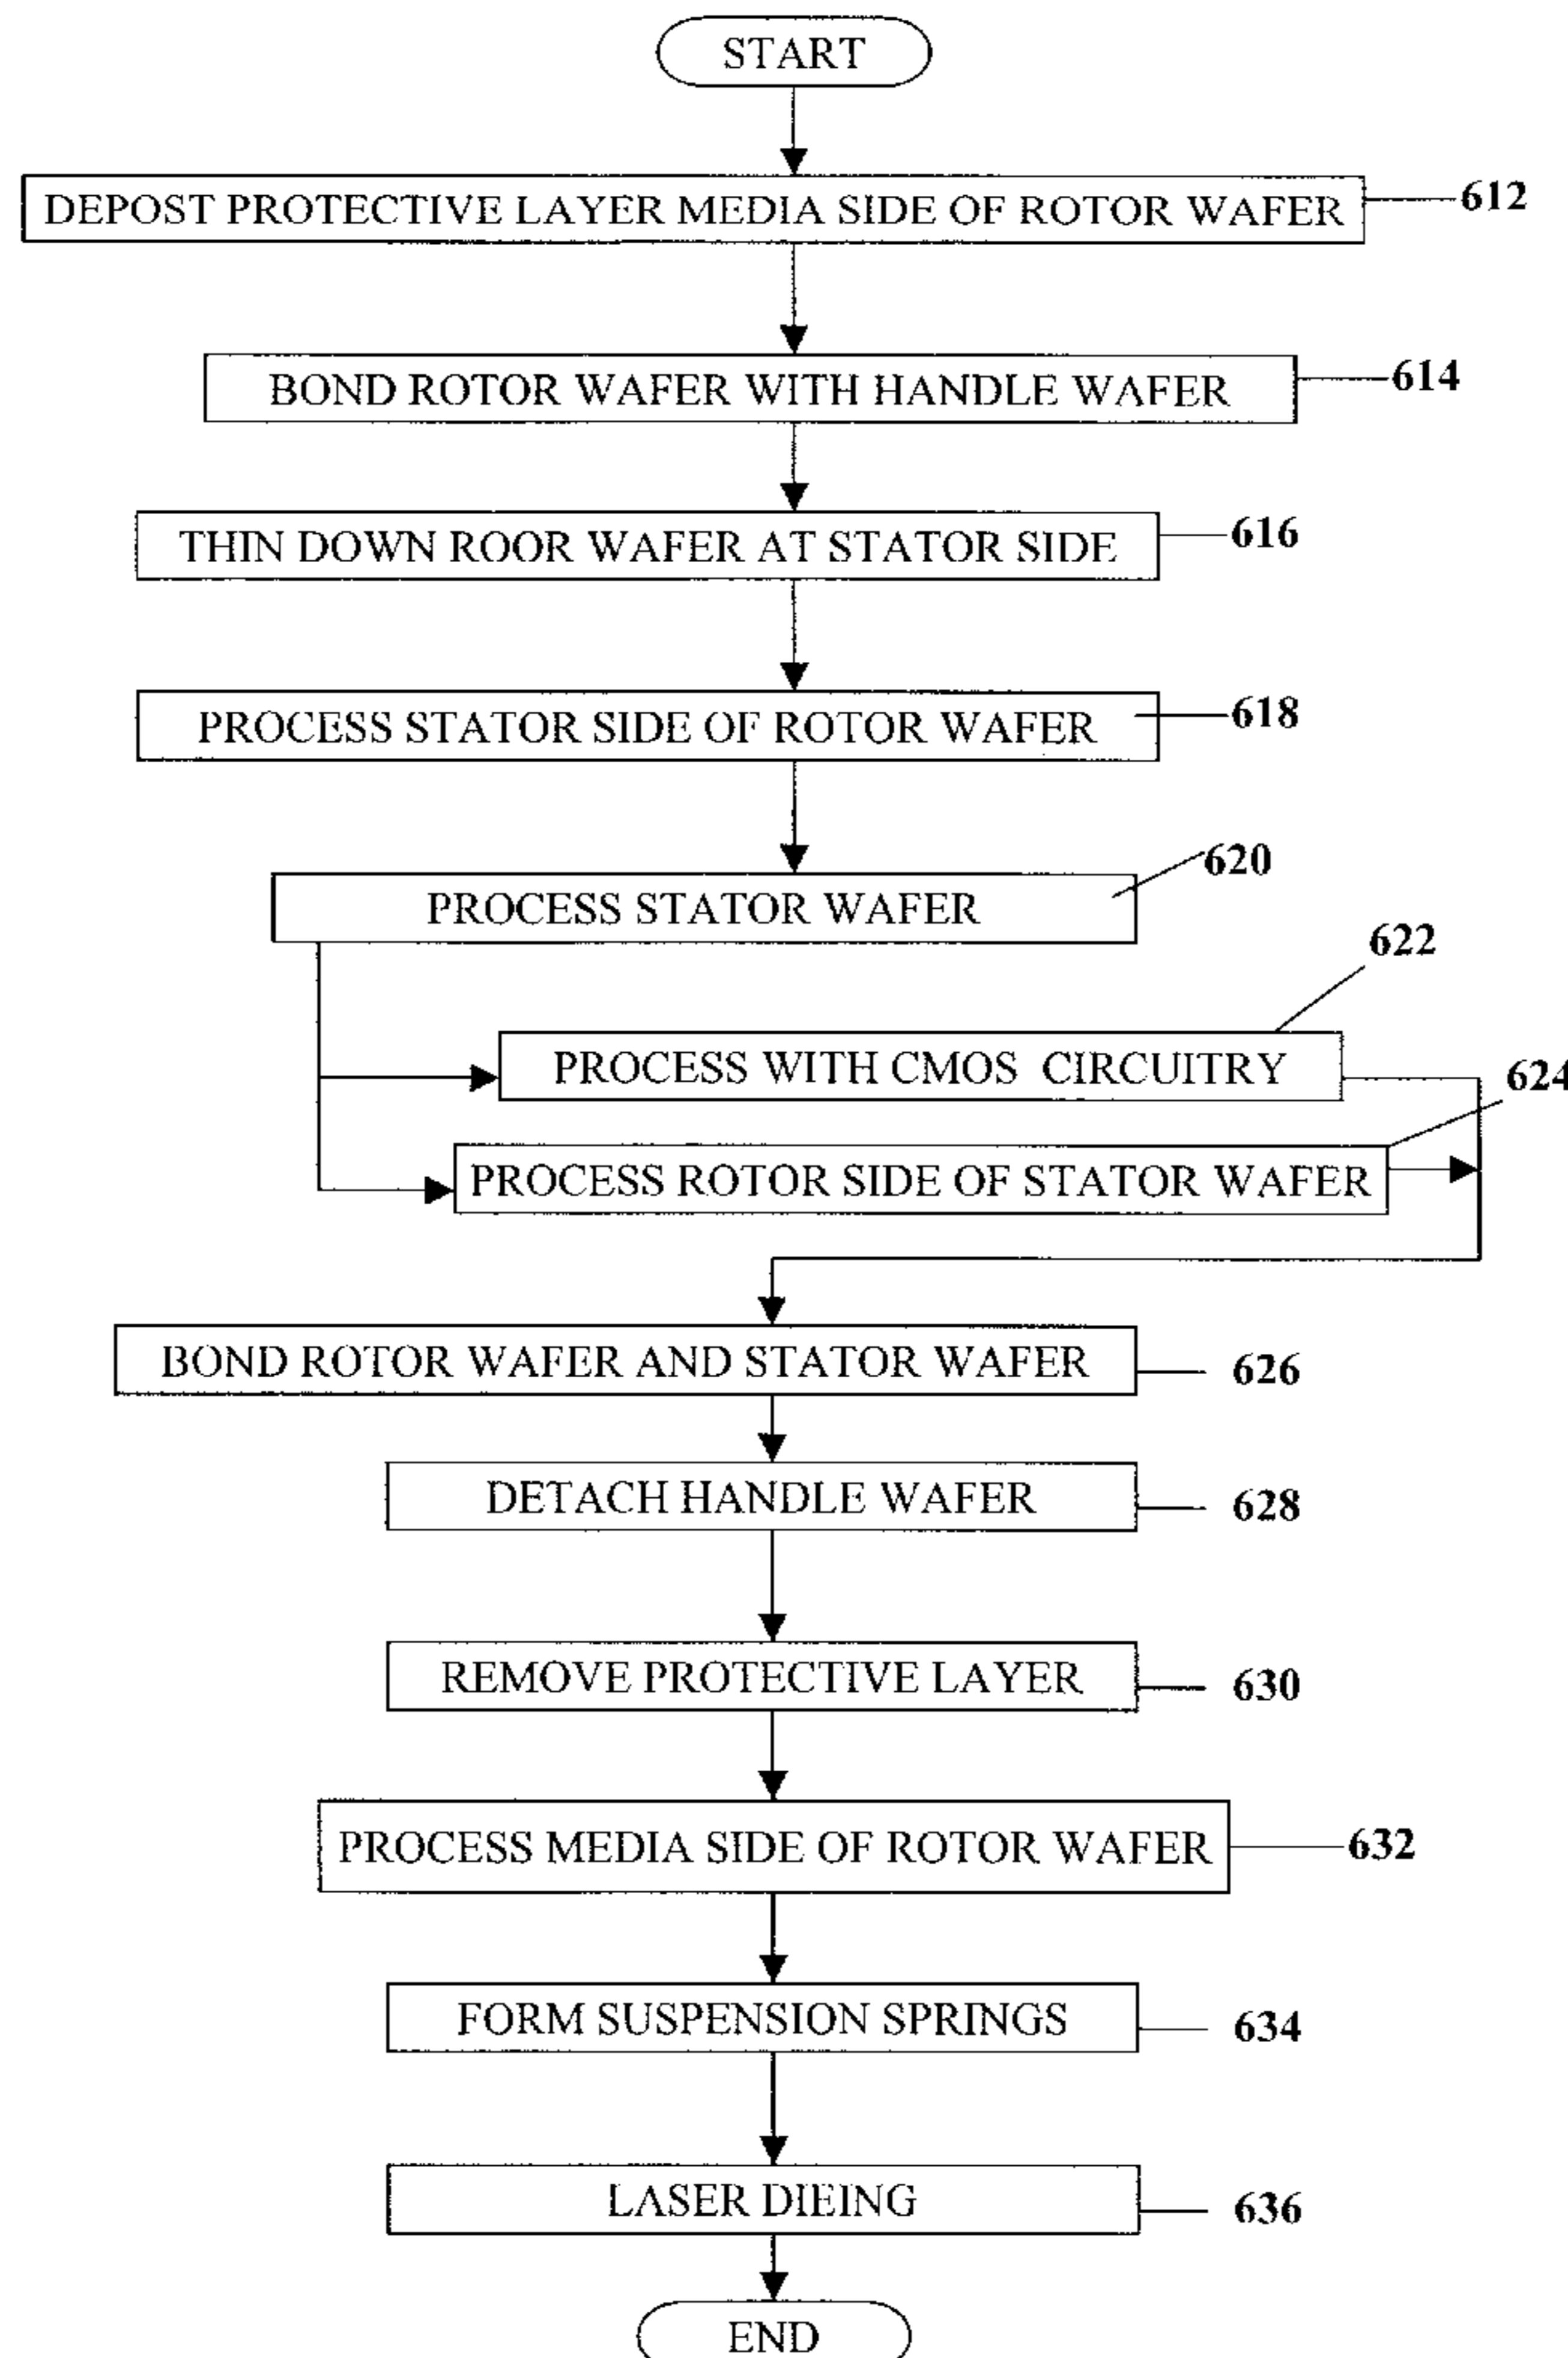 START
DEPOST PROTECTIVE LAYER MEDIA SIDE OF ROTOR WAFER
612
BOND ROTOR WAFER WITH HANDLE WAFER
614
THIN DOWN ROOR WAFER AT STATOR SIDE
616
PROCESS STATOR SIDE OF ROTOR WAFER
618
PROCESS STATOR WAFER
620
622
PROCESS WITH CMOS CIRCUITRY
624
PROCESS ROTOR SIDE OF STATOR WAFER
BOND ROTOR WAFER AND STATOR WAFER
626
DETACH HANDLE WAFER
628
REMOVE PROTECTIVE LAYER
630
PROCESS MEDIA SIDE OF ROTOR WAFER
632
FORM SUSPENSION SPRINGS
634
LASER DIEING
636
END